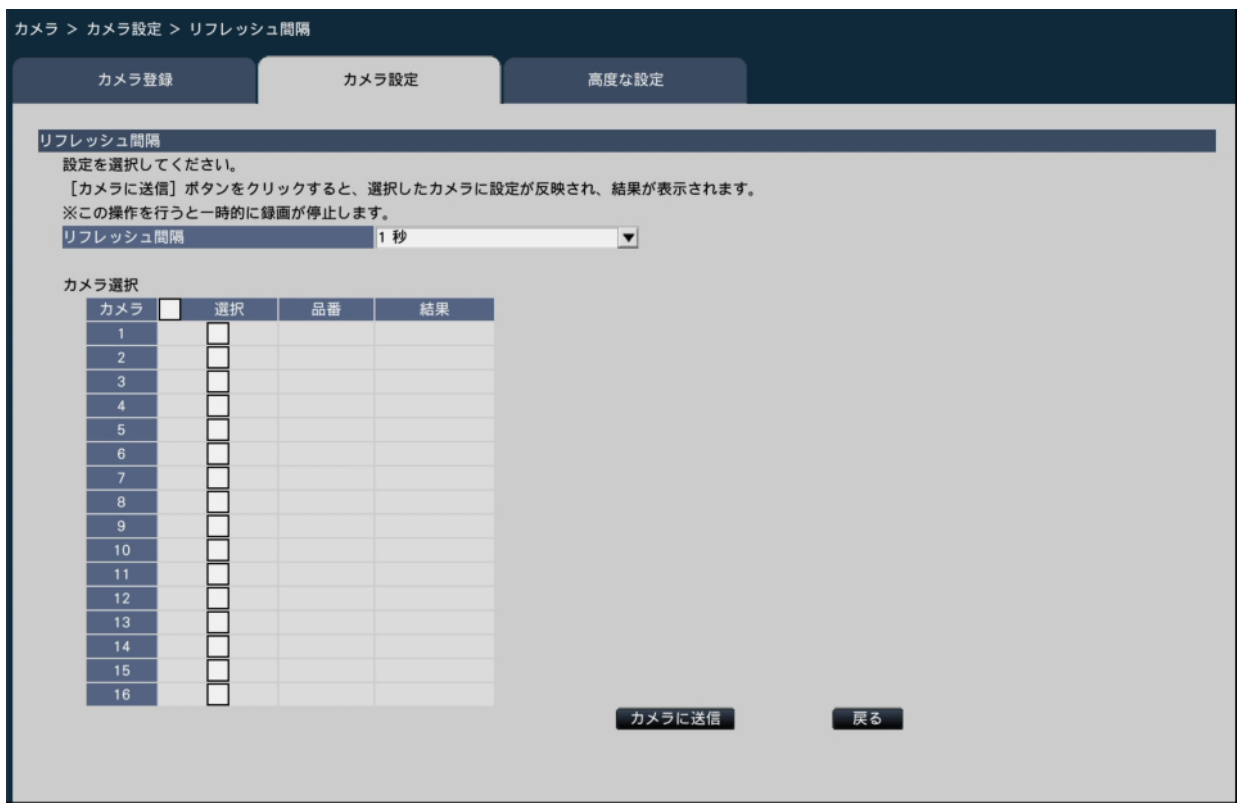 カメラ > カメラ設定 > リフレッシュ間隔
カメラ登録 カメラ設定 高度な設定
リフレッシュ間隔
設定を選択してください。
［カメラに送信］ボタンをクリックすると、選択したカメラに設定が反映され、結果が表示されます。
※この操作を行うと一時的に録画が停止します。
リフレッシュ間隔 1 秒
カメラ選択
カメラ 選択 品番 結果
1
2
3
4
5
6
7
8
9
10
11
12
13
14
15
16
カメラに送信 戻る